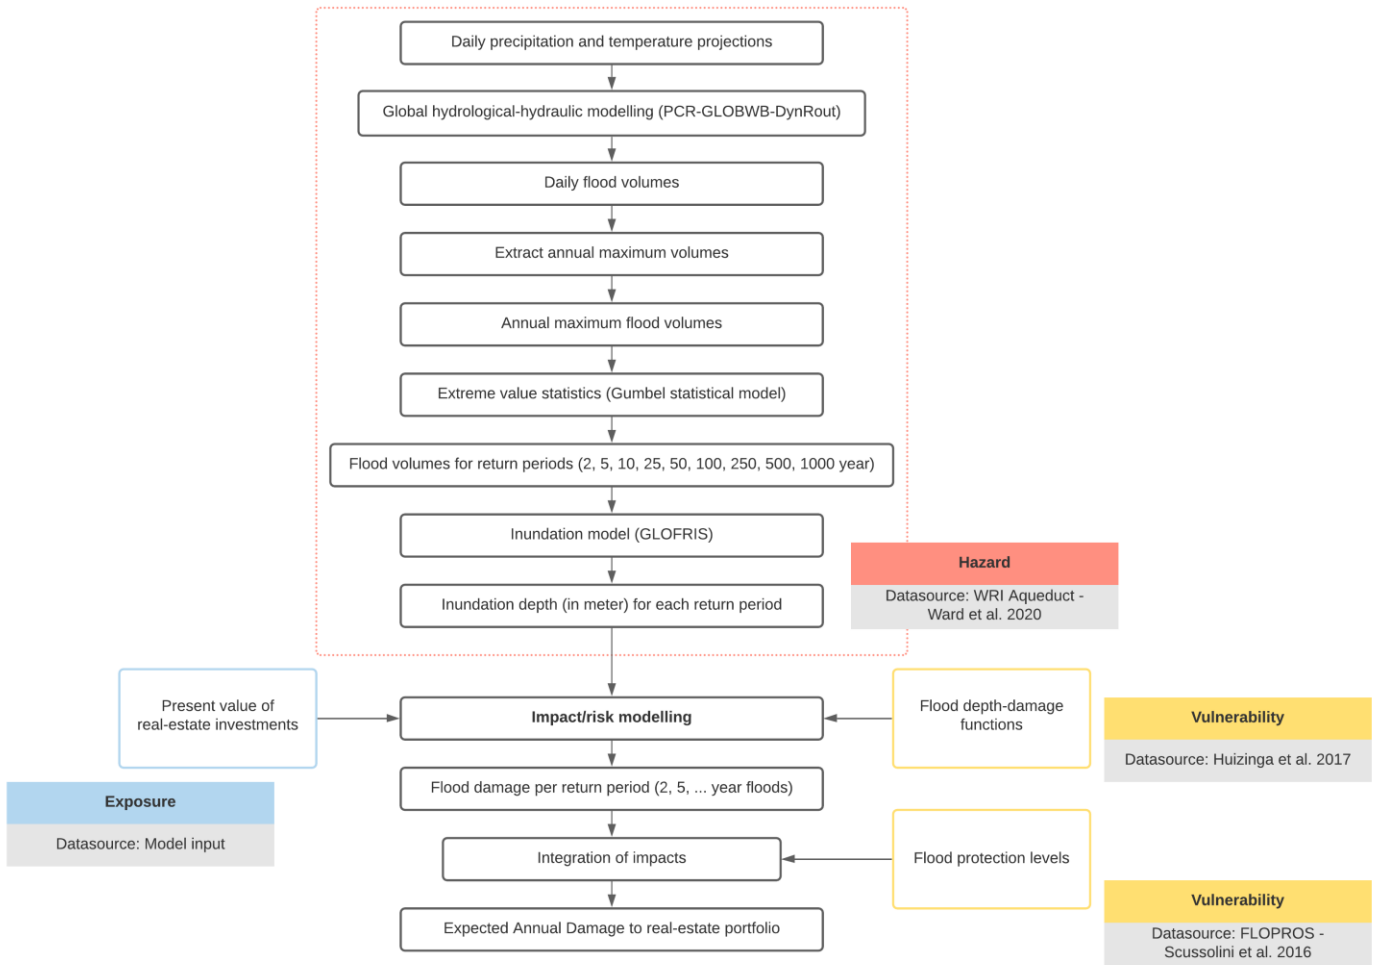 Daily precipitation and temperature projections
Global hydrological-hydraulic modelling (PCR-GLOBWB-DynRout)
Daily flood volumes
Extract annual maximum volumes
Annual maximum flood volumes
Extreme value statistics (Gumbel statistical model)
Flood volumes for return periods (2, 5, 10, 25, 50, 100, 250, 500, 1000 year)
Inundation model (GLOFRIS)
Inundation depth (in meter) for each return period
Hazard
Datasource: WRI Aqueduct -
Ward et al. 2020
Present value of
real-estate investments
Impact/risk modelling
Flood depth-damage
functions
Vulnerability
Datasource: Huizinga et al. 2017
Exposure
Datasource: Model input
Flood damage per return period (2, 5, ... year floods)
Integration of impacts
Flood protection levels
Vulnerability
Datasource: FLOPROS -
Scussolini et al. 2016
Expected Annual Damage to real-estate portfolio